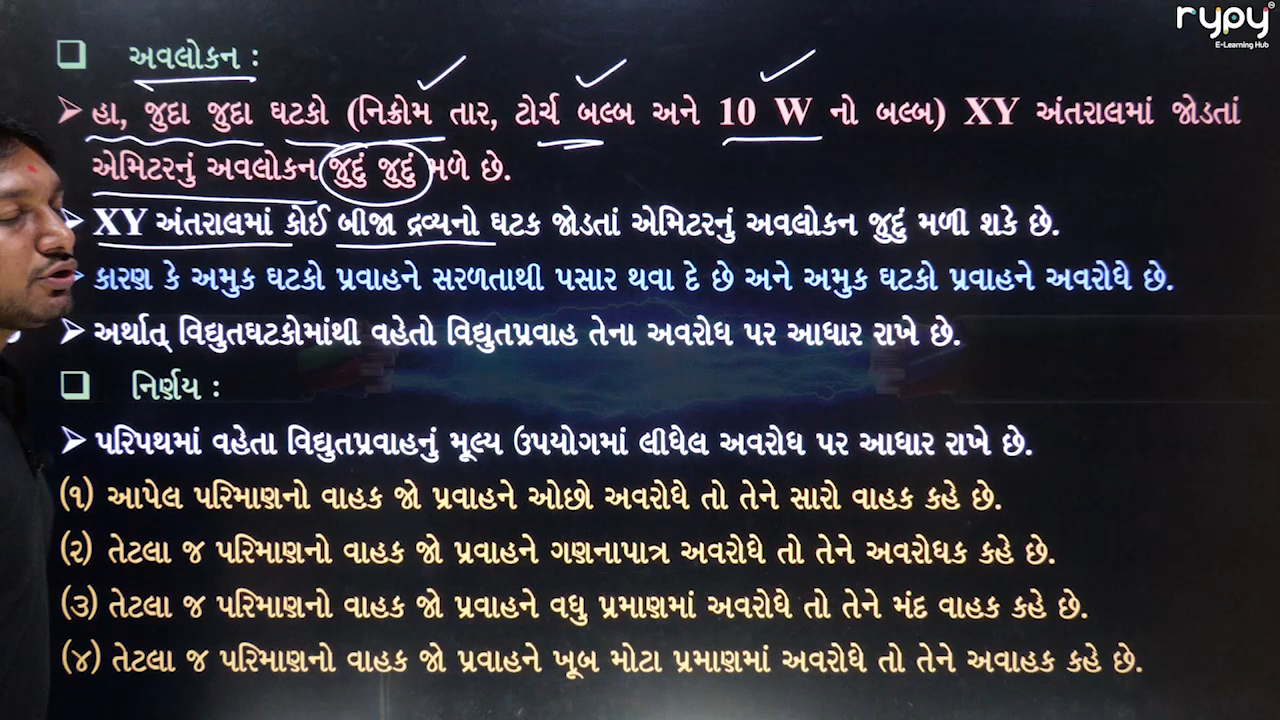 rypy
E-Learning Hub
અવલોકન :
હા, જુદા જુદા ઘટકો (નિક્રોમ તાર, ટોર્ચ બલ્બ અને 10 W નો બલ્બ) XY અંતરાલમાં જોડતાં
એમિટરનું અવલોકન જુદું જુદું મળે છે.
XY અંતરાલમાં કોઈ બીજા દ્રવ્યનો ઘટક જોડતાં એમિટરનું અવલોકન જુદું મળી શકે છે.
કારણ કે અમુક ઘટકો પ્રવાહને સરળતાથી પસાર થવા દે છે અને અમુક ઘટકો પ્રવાહને અવરોધે છે.
અર્થાત્ વિદ્યુતઘટકોમાંથી વહેતો વિદ્યુતપ્રવાહ તેના અવરોધ પર આધાર રાખે છે.
નિર્ણય :
પરિપથમાં વહેતા વિદ્યુતપ્રવાહનું મૂલ્ય ઉપયોગમાં લીધેલ અવરોધ પર આધાર રાખે છે.
(૧) આપેલ પરિમાણનો વાહક જો પ્રવાહને ઓછો અવરોધે તો તેને સારો વાહક કહે છે.
(૨) તેટલા જ પરિમાણનો વાહક જો પ્રવાહને ગણનાપાત્ર અવરોધે તો તેને અવરોધક કહે છે.
(૩) તેટલા જ પરિમાણનો વાહક જો પ્રવાહને વધુ પ્રમાણમાં અવરોધે તો તેને મંદ વાહક કહે છે.
(૪) તેટલા જ પરિમાણનો વાહક જો પ્રવાહને ખૂબ મોટા પ્રમાણમાં અવરોધે તો તેને અવાહક કહે છે.